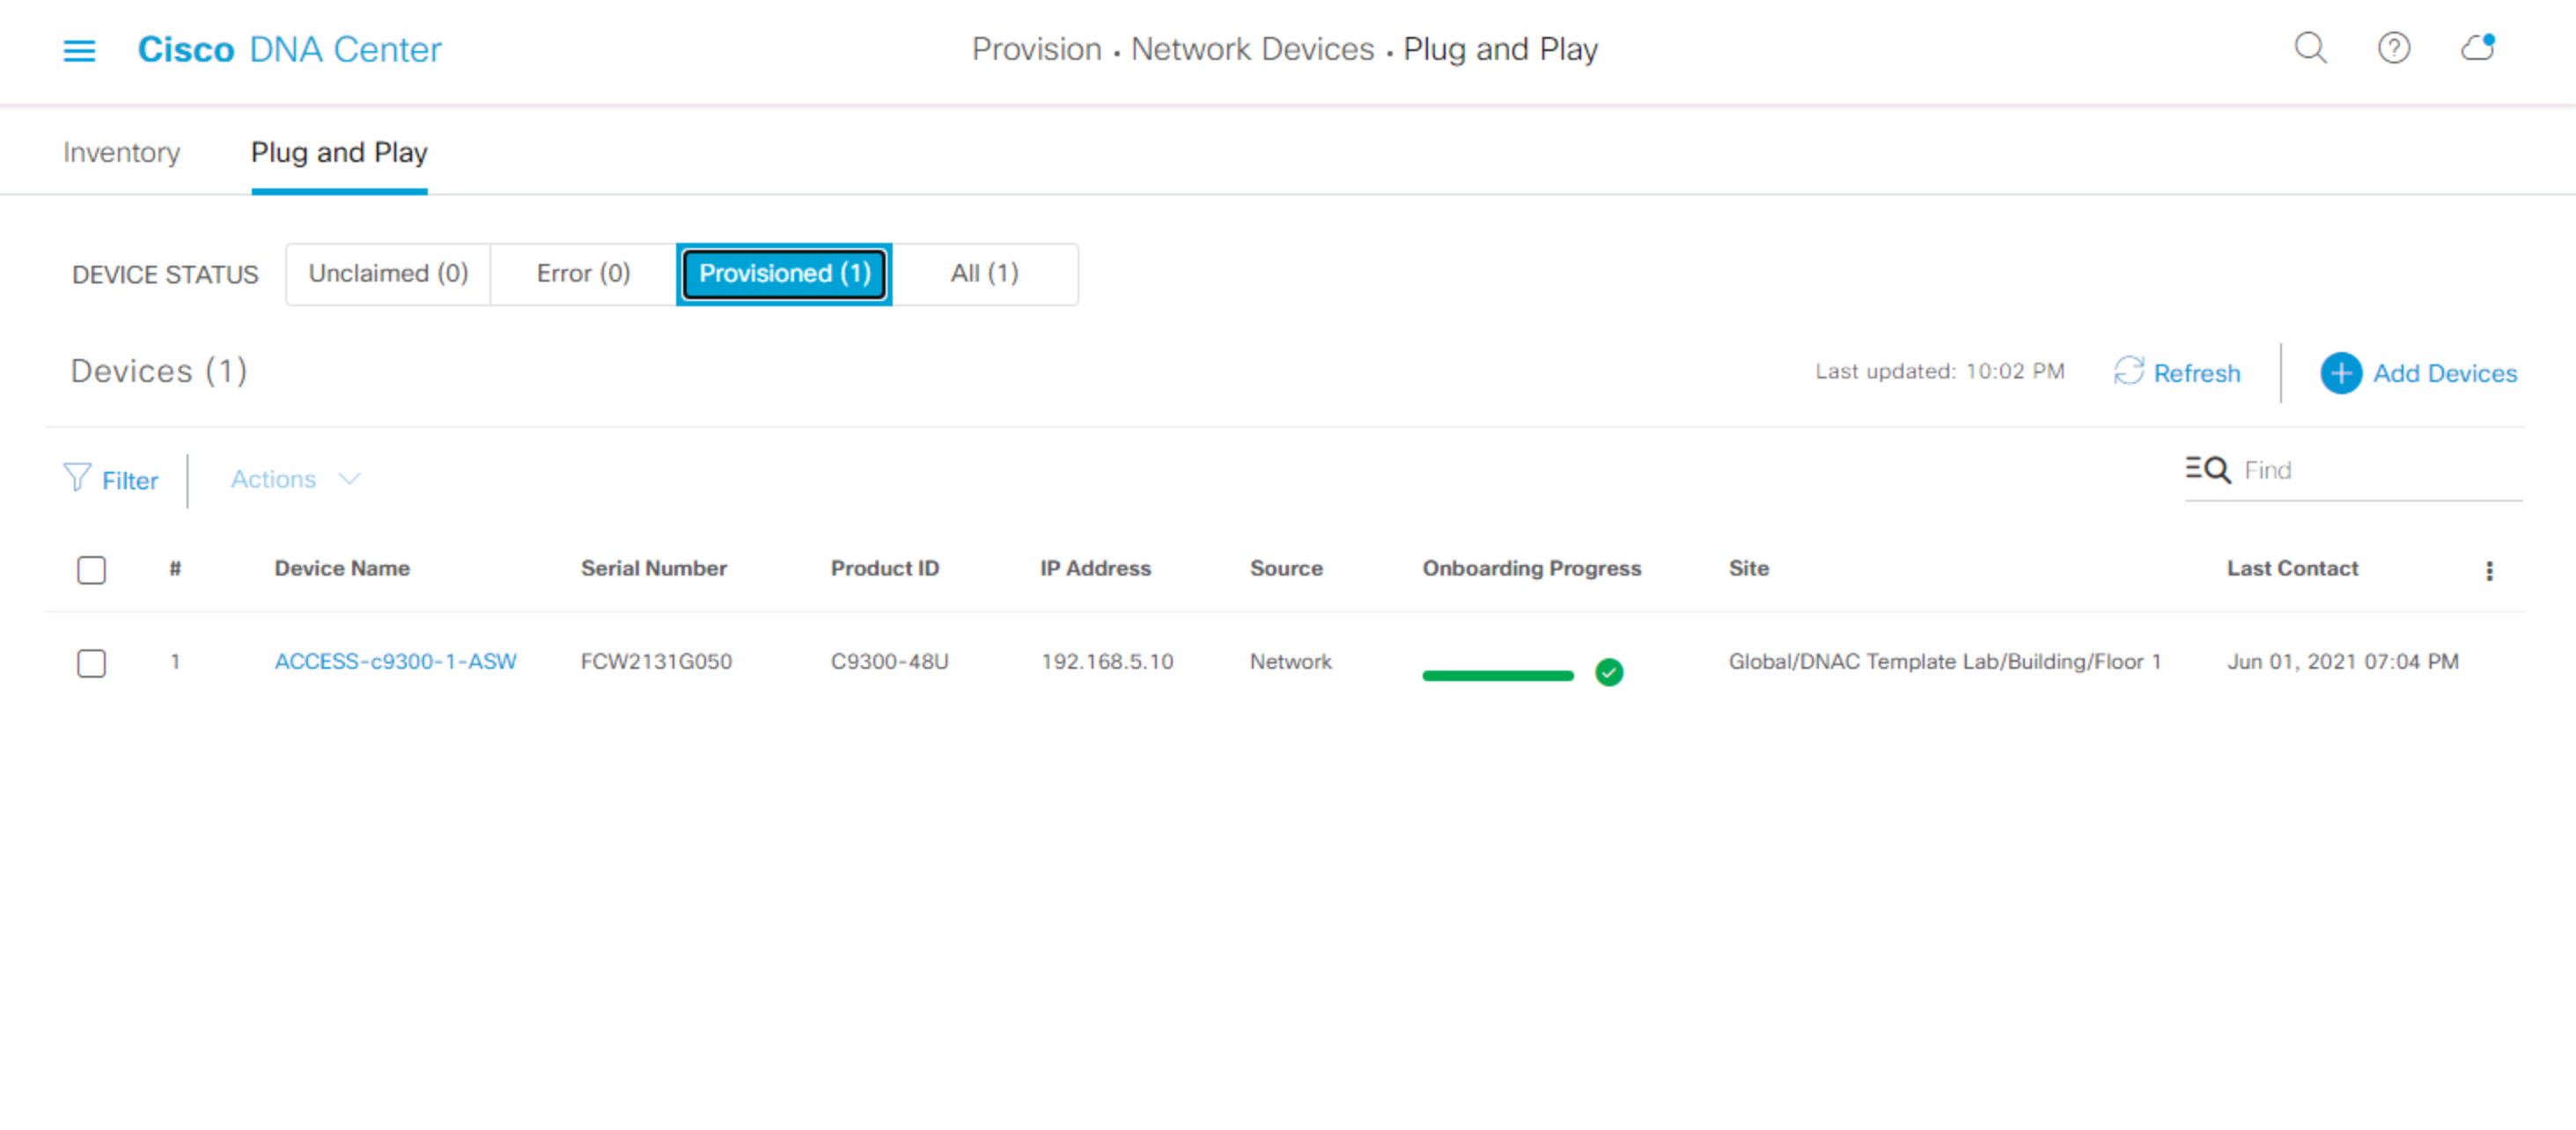 Cisco DNA Center Provision · Network Devices · Plug and Play
Inventory Plug and Play
DEVICE STATUS Unclaimed (0) Error (0) Provisioned (1) All (1)
Devices (1) Last updated: 10:02 PM Refresh Add Devices
Filter Actions Find
# Device Name Serial Number Product ID IP Address Source Onboarding Progress Site Last Contact
1 ACCESS-c9300-1-ASW FCW2131G050 C9300-48U 192.168.5.10 Network Global/DNAC Template Lab/Building/Floor 1 Jun 01, 2021 07:04 PM